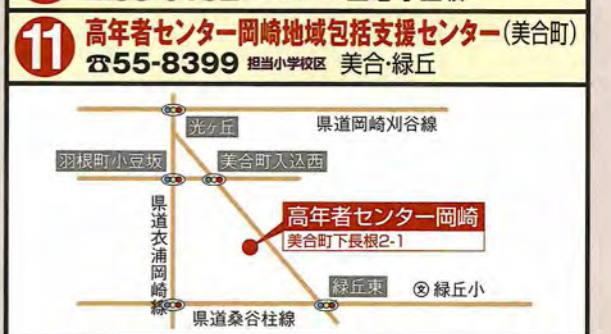 11 高年者センター岡崎地域包括支援センター(美合町)
☎55-8399 担当小学校区 美合・緑丘
光ヶ丘
県道岡崎刈谷線
羽根町小豆坂
美合町入込西
県道衣浦岡崎線
高年者センター岡崎
美合町下長根2-1
緑丘東
文 緑丘小
県道桑谷柱線